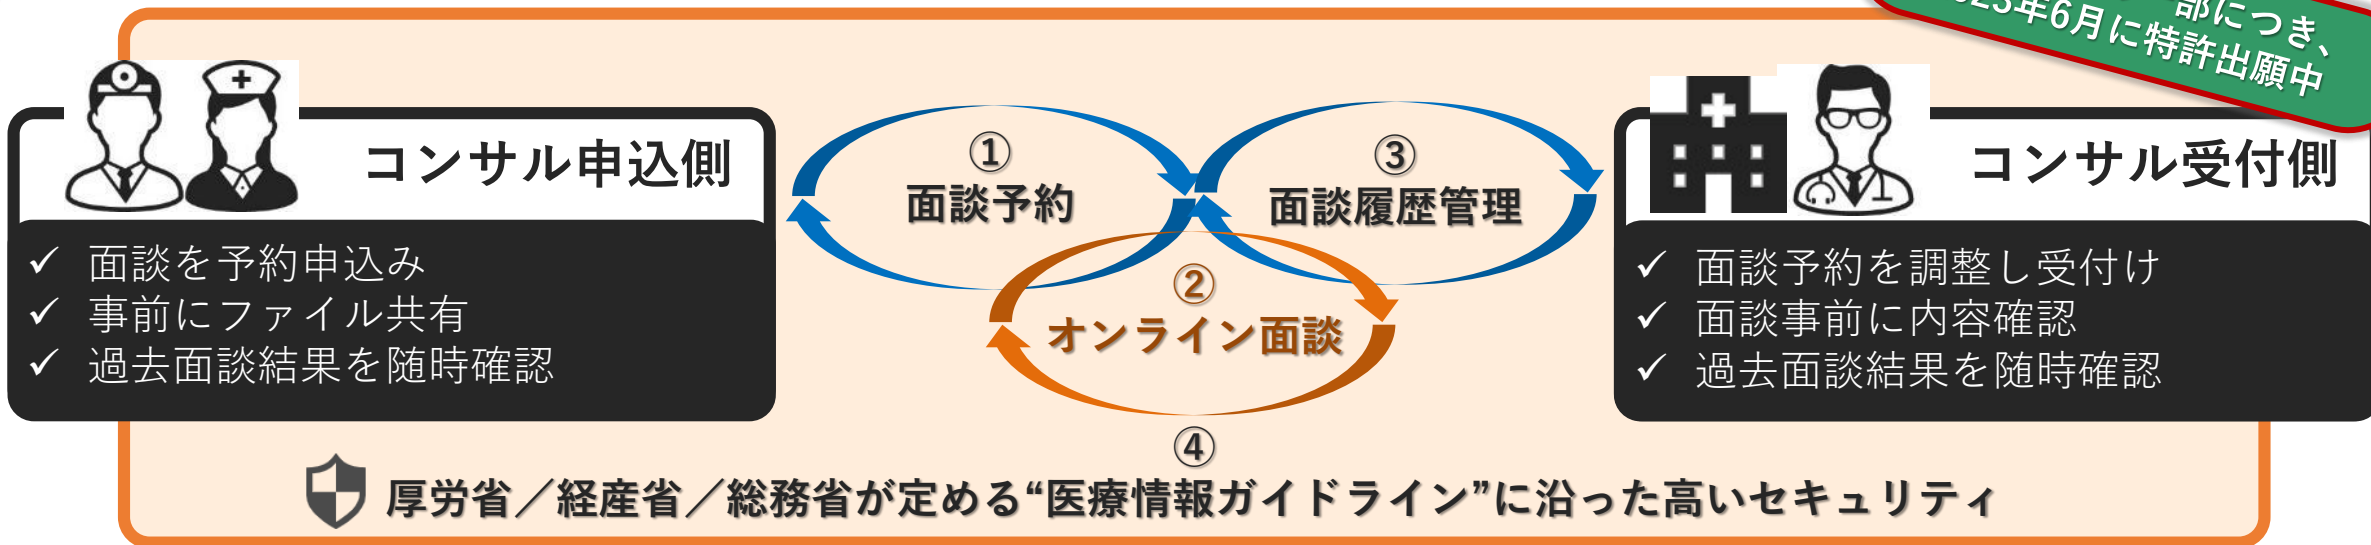 部につき、
23年6月に特許出願中
コンサル申込側
✓ 面談を予約申込み
✓ 事前にファイル共有
✓ 過去面談結果を随時確認
①
面談予約
②
オンライン面談
③
面談履歴管理
コンサル受付側
✓ 面談予約を調整し受付け
✓ 面談事前に内容確認
✓ 過去面談結果を随時確認
④
厚労省／経産省／総務省が定める“医療情報ガイドライン”に沿った高いセキュリティ